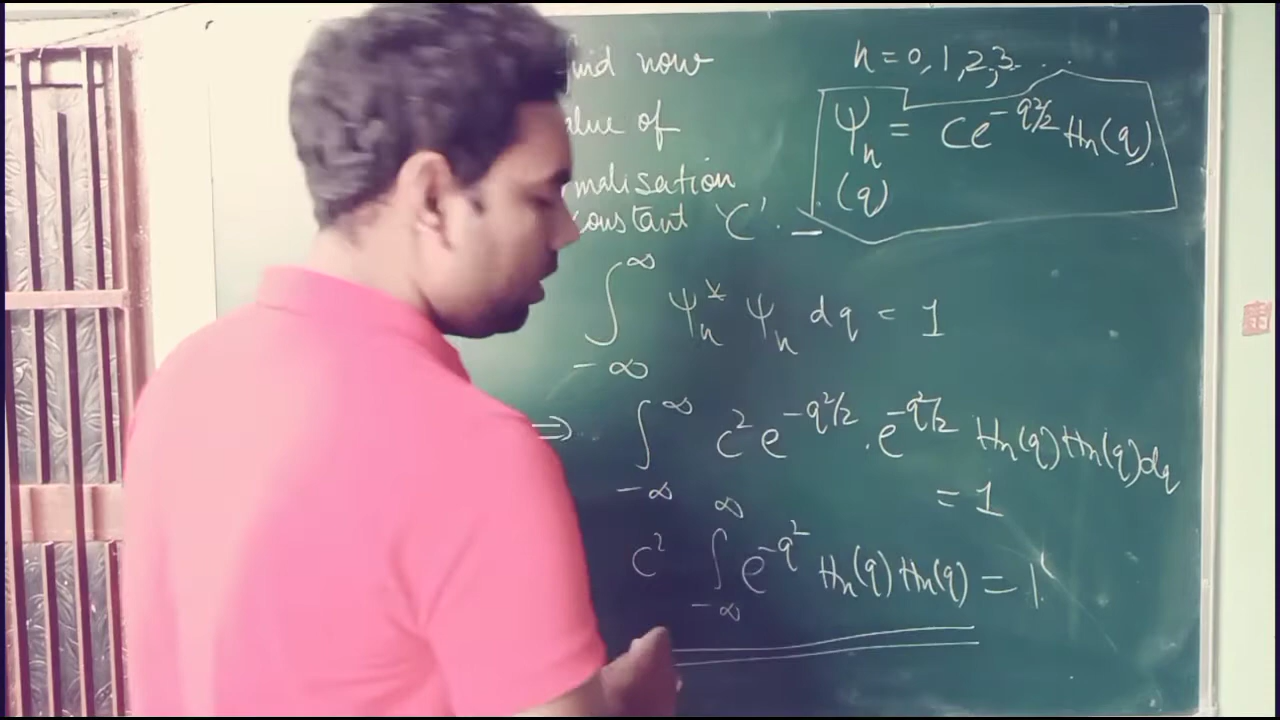 find now
value of
normalisation
constant 'C'. –
n = 0, 1, 2, 3. . . .
ψₙ = Ce^{-q²/2} Hn(q).
(q)
∫_{-∞}^{∞} ψₙ* ψₙ dq = 1
⇒ ∫_{-∞}^{∞} c² e^{-q²/2} . e^{-q²/2} Hn(q) Hn(q) dq
= 1
c² ∫_{-∞}^{∞} e^{-q²} Hn(q) Hn(q) = 1